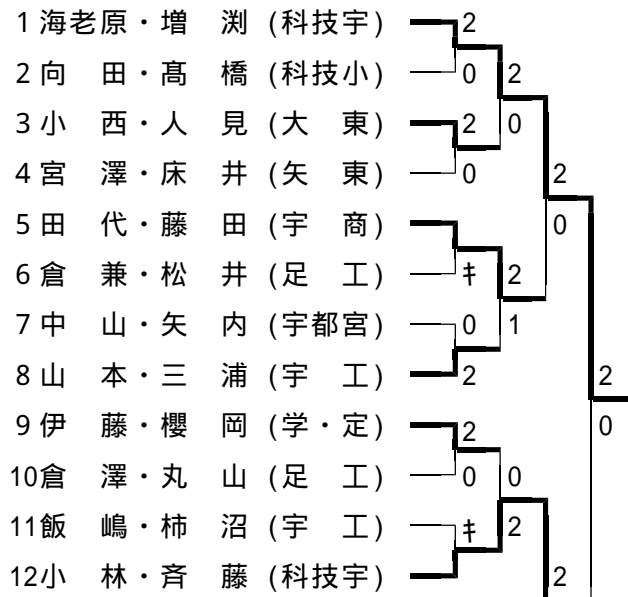 1 海老原・増　渕 (科技宇) 2
2 向　田・髙　橋 (科技小) 0 2
3 小　西・人　見 (大　東) 2 0
4 宮　澤・床　井 (矢　東) 0 2
5 田　代・藤　田 (宇　商) 0
6 倉　兼・松　井 (足　工) ｷ 2
7 中　山・矢　内 (宇都宮) 0 1
8 山　本・三　浦 (宇　工) 2 2
9 伊　藤・櫻　岡 (学・定) 2 0
10倉　澤・丸　山 (足　工) 0 0
11飯　嶋・柿　沼 (宇　工) ｷ 2
12小　林・斉　藤 (科技宇) 2